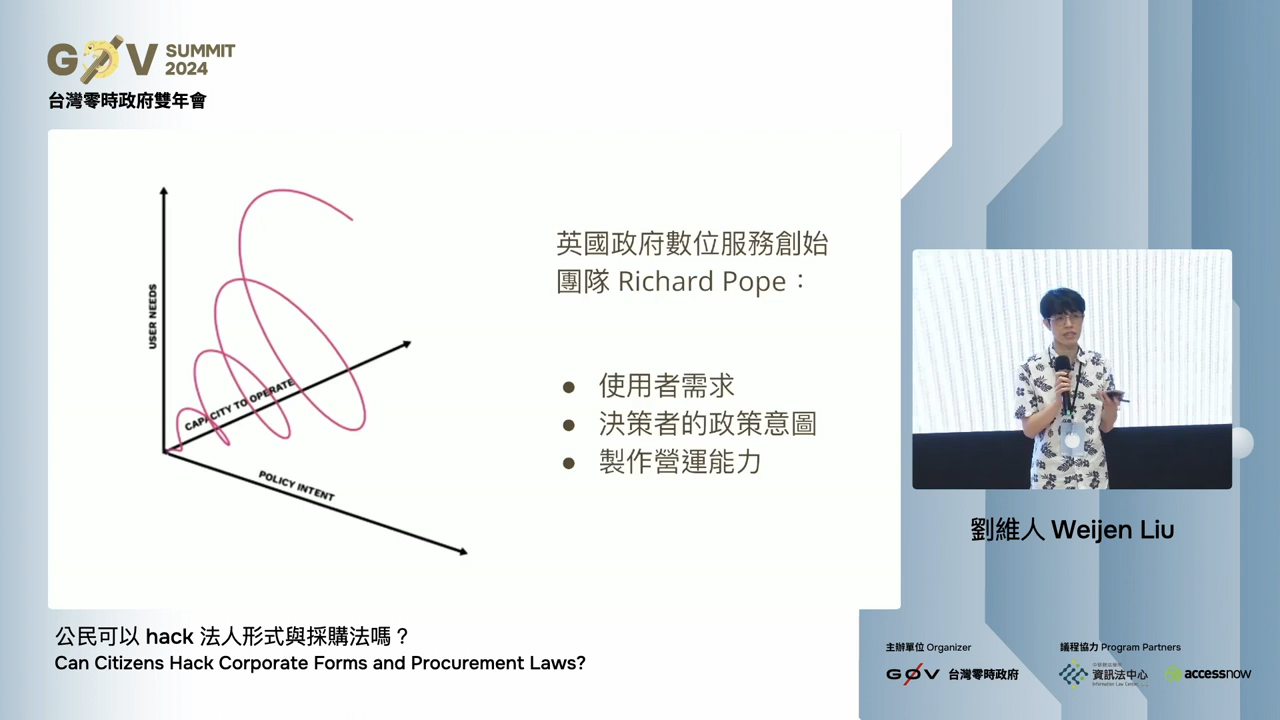 GØV SUMMIT 2024
台灣零時政府雙年會
USER NEEDS
CAPACITY TO OPERATE
POLICY INTENT
英國政府數位服務創始
團隊 Richard Pope：
● 使用者需求
● 決策者的政策意圖
● 製作營運能力
劉維人 Weijen Liu
公民可以 hack 法人形式與採購法嗎？
Can Citizens Hack Corporate Forms and Procurement Laws?
主辦單位 Organizer
GØV 台灣零時政府
議程協力 Program Partners
資訊法中心
Information Law Center
accessnow